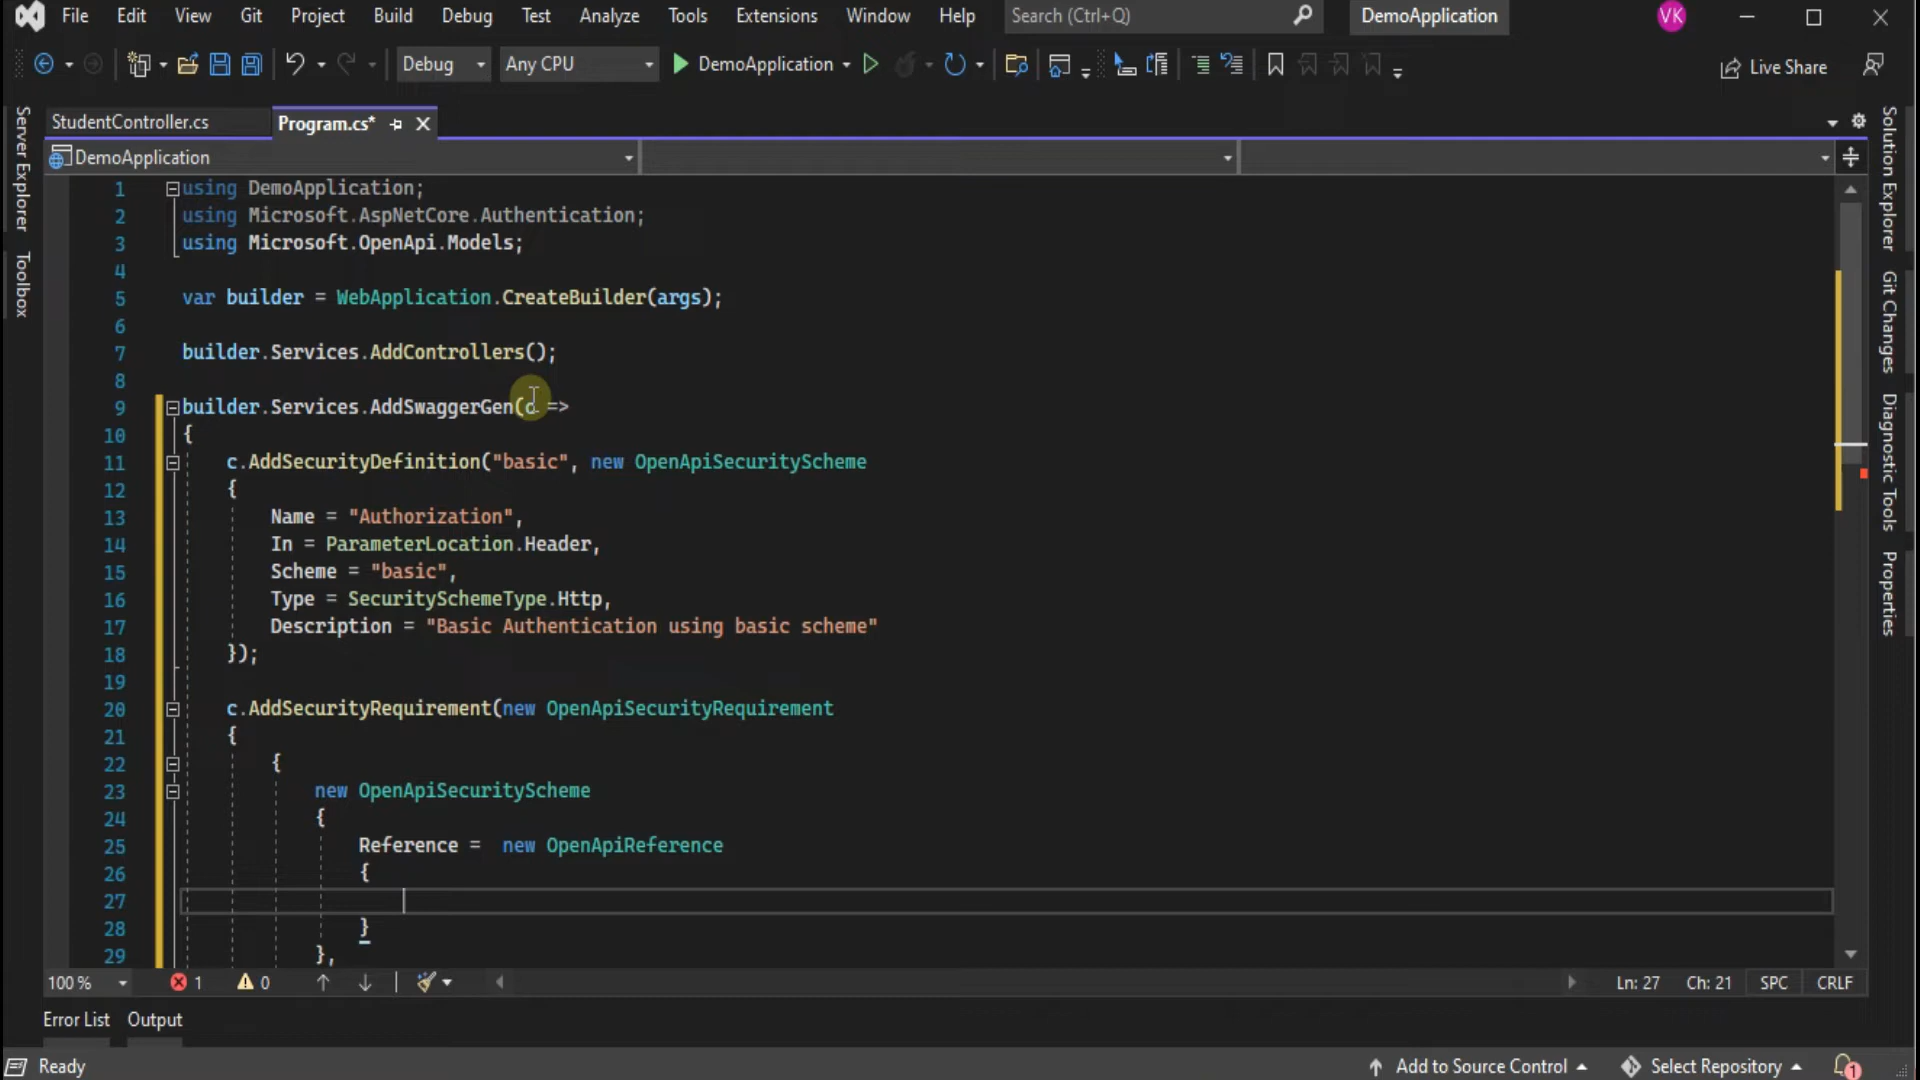 File Edit View Git Project Build Debug Test Analyze Tools Extensions Window Help Search (Ctrl+Q) DemoApplication VK
Debug Any CPU DemoApplication Live Share
Server Explorer
Toolbox
StudentController.cs Program.cs*
DemoApplication
1 using DemoApplication;
2 using Microsoft.AspNetCore.Authentication;
3 using Microsoft.OpenApi.Models;
4
5 var builder = WebApplication.CreateBuilder(args);
6
7 builder.Services.AddControllers();
8
9 builder.Services.AddSwaggerGen(c =>
10 {
11 c.AddSecurityDefinition("basic", new OpenApiSecurityScheme
12 {
13 Name = "Authorization",
14 In = ParameterLocation.Header,
15 Scheme = "basic",
16 Type = SecuritySchemeType.Http,
17 Description = "Basic Authentication using basic scheme"
18 });
19
20 c.AddSecurityRequirement(new OpenApiSecurityRequirement
21 {
22 {
23 new OpenApiSecurityScheme
24 {
25 Reference =  new OpenApiReference
26 {
27
28 }
29 },
Solution Explorer
Git Changes
Diagnostic Tools
Properties
100 % 1 0 Ln: 27 Ch: 21 SPC CRLF
Error List Output
Ready Add to Source Control Select Repository 1